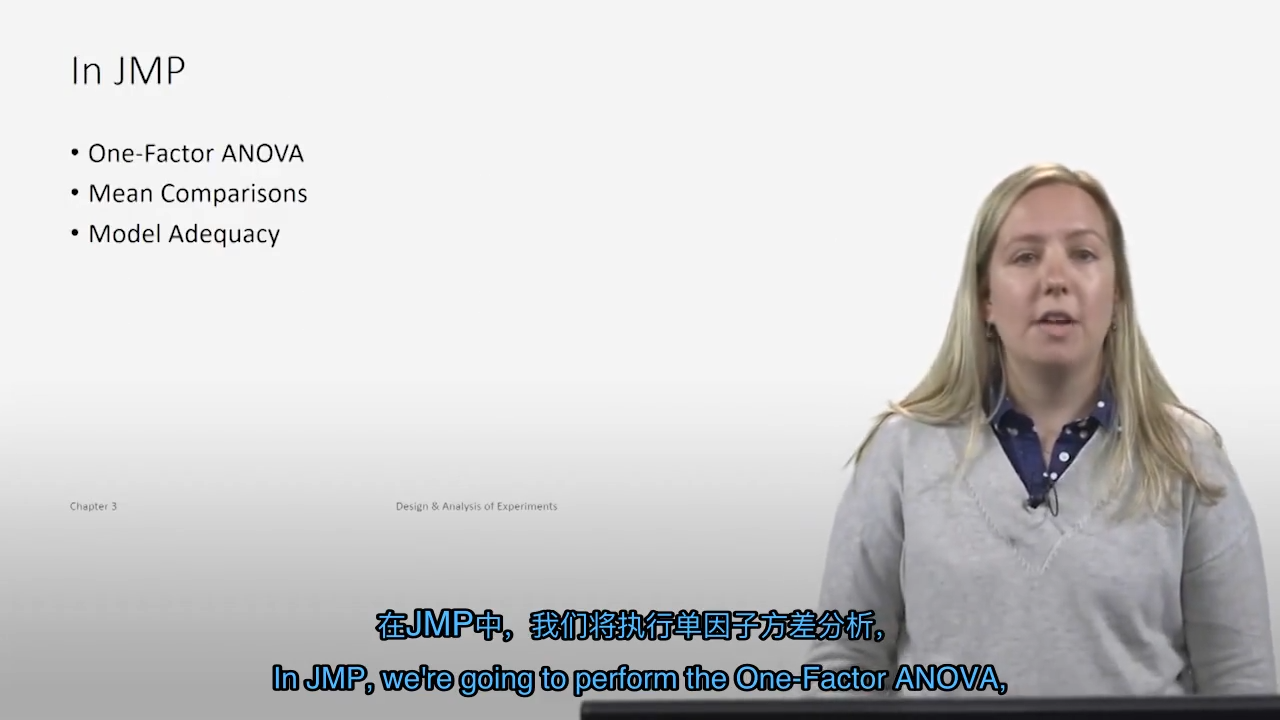 In JMP
• One-Factor ANOVA
• Mean Comparisons
• Model Adequacy
Chapter 3
Design & Analysis of Experiments
在JMP中，我们将执行单因子方差分析,
In JMP, we're going to perform the One-Factor ANOVA,